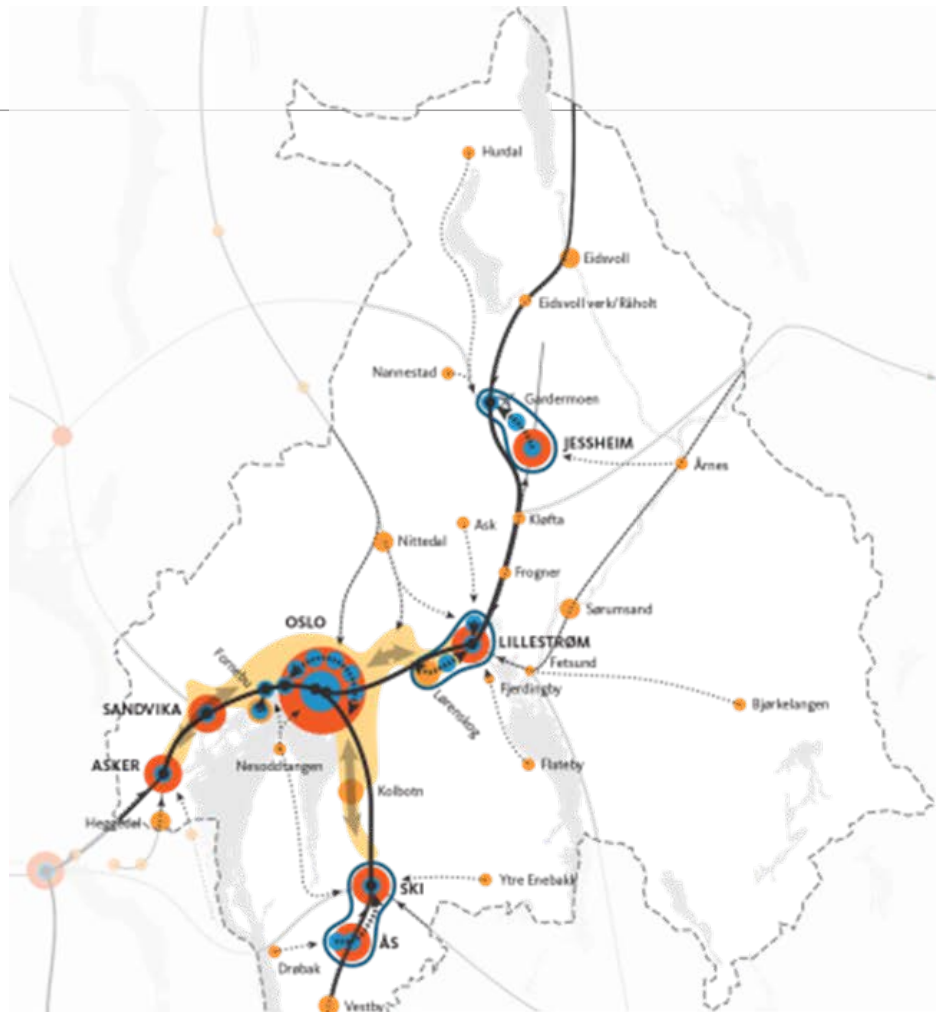 Hurdal
Eidsvoll
Eidsvoll verk/Råholt
Nannestad
Gardermoen
JESSHEIM
Årnes
Kløfta
Ask
Nittedal
Frogner
Sørumsand
OSLO
LILLESTRØM
Fetsund
Fornebu
Fjerdingby
SANDVIKA
Lørenskog
Bjørkelangen
ASKER
Nesoddtangen
Flateby
Kolbotn
Heggedal
SKI
Ytre Enebakk
ÅS
Drøbak
Vestby